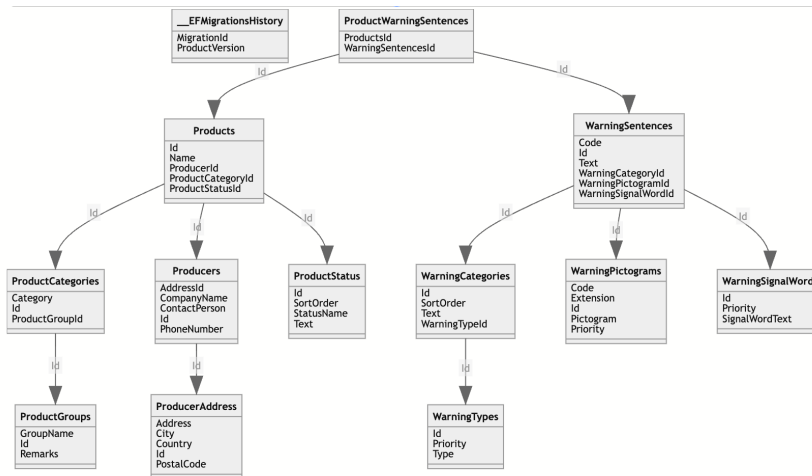 __EFMigrationsHistory
MigrationId
ProductVersion
ProductWarningSentences
ProductsId
WarningSentencesId
Id
Id
Products
Id
Name
ProducerId
ProductCategoryId
ProductStatusId
WarningSentences
Code
Id
Text
WarningCategoryId
WarningPictogramId
WarningSignalWordId
Id
Id
Id
Id
Id
Id
ProductCategories
Category
Id
ProductGroupId
Producers
AddressId
CompanyName
ContactPerson
Id
PhoneNumber
ProductStatus
Id
SortOrder
StatusName
Text
WarningCategories
Id
SortOrder
Text
WarningTypeId
WarningPictograms
Code
Extension
Id
Pictogram
Priority
WarningSignalWord
Id
Priority
SignalWordText
Id
Id
Id
ProductGroups
GroupName
Id
Remarks
ProducerAddress
Address
City
Country
Id
PostalCode
WarningTypes
Id
Priority
Type